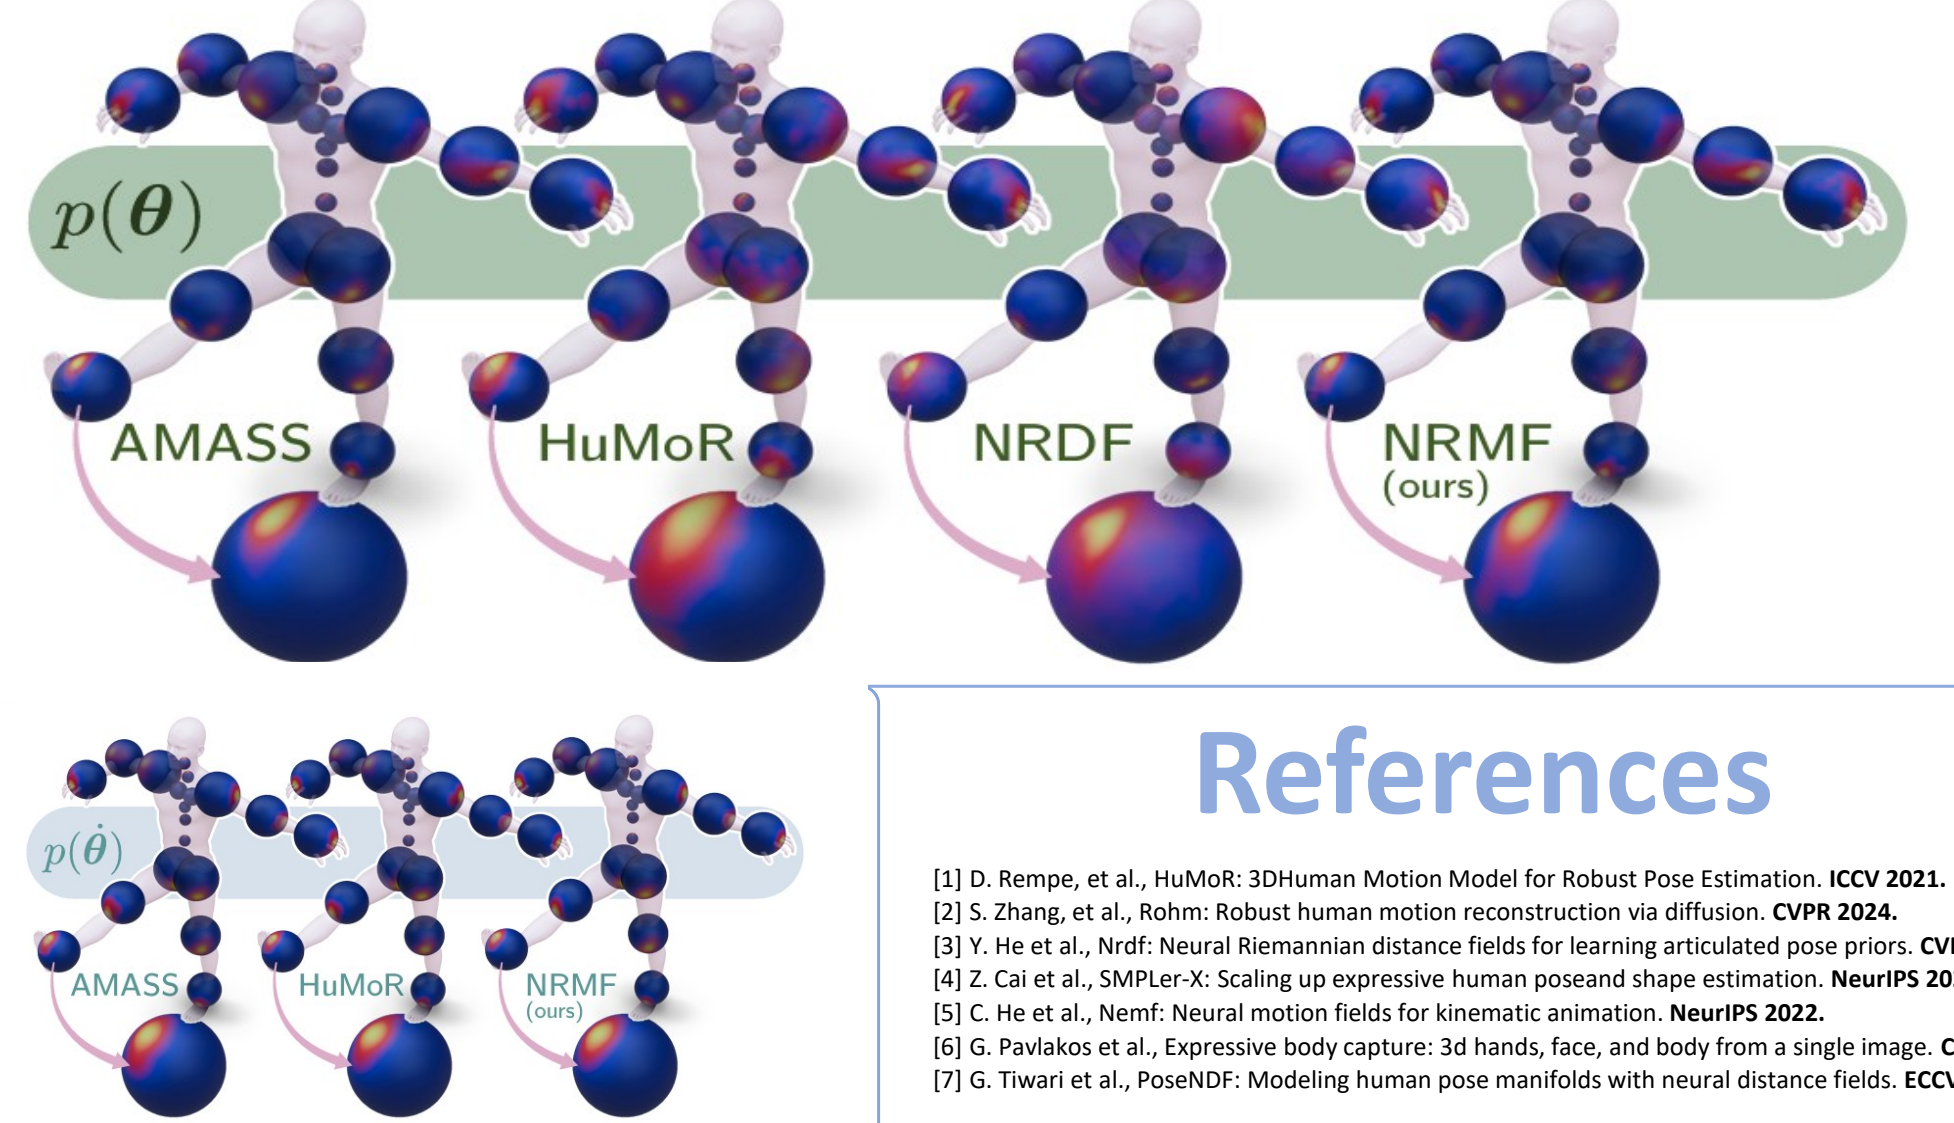 p(θ)
AMASS
HuMoR
NRDF
NRMF
(ours)
p(θ̇)
AMASS
HuMoR
NRMF
(ours)
References
[1] D. Rempe, et al., HuMoR: 3DHuman Motion Model for Robust Pose Estimation. ICCV 2021.
[2] S. Zhang, et al., Rohm: Robust human motion reconstruction via diffusion. CVPR 2024.
[3] Y. He et al., Nrdf: Neural Riemannian distance fields for learning articulated pose priors.
[4] Z. Cai et al., SMPLer-X: Scaling up expressive human poseand shape estimation. NeurIPS
[5] C. He et al., Nemf: Neural motion fields for kinematic animation. NeurIPS 2022.
[6] G. Pavlakos et al., Expressive body capture: 3d hands, face, and body from a single image.
[7] G. Tiwari et al., PoseNDF: Modeling human pose manifolds with neural distance fields. ECCV